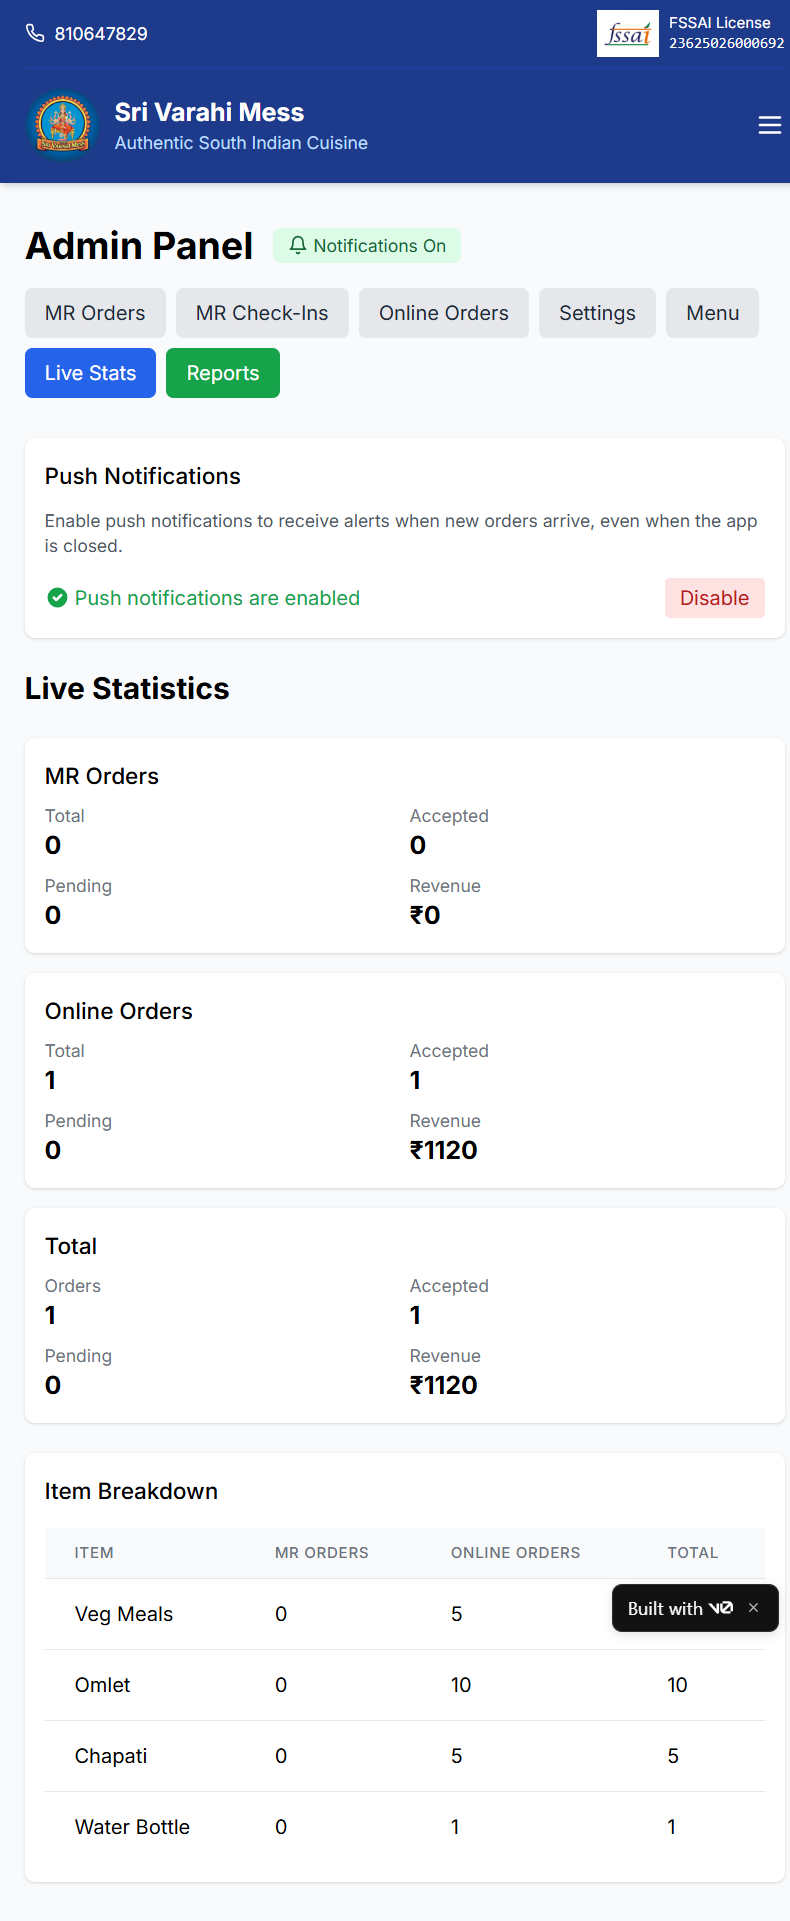 810647829
fssai
FSSAI License
23625026000692
SRI VARAHI MESS
Sri Varahi Mess
Authentic South Indian Cuisine
Admin Panel
Notifications On
MR Orders
MR Check-Ins
Online Orders
Settings
Menu
Live Stats
Reports
Push Notifications
Enable push notifications to receive alerts when new orders arrive, even when the app
is closed.
Push notifications are enabled
Disable
Live Statistics
MR Orders
Total
Accepted
0
0
Pending
Revenue
0
₹0
Online Orders
Total
Accepted
1
1
Pending
Revenue
0
₹1120
Total
Orders
Accepted
1
1
Pending
Revenue
0
₹1120
Item Breakdown
ITEM MR ORDERS ONLINE ORDERS TOTAL
Veg Meals 0 5
Built with v0
Omlet 0 10 10
Chapati 0 5 5
Water Bottle 0 1 1